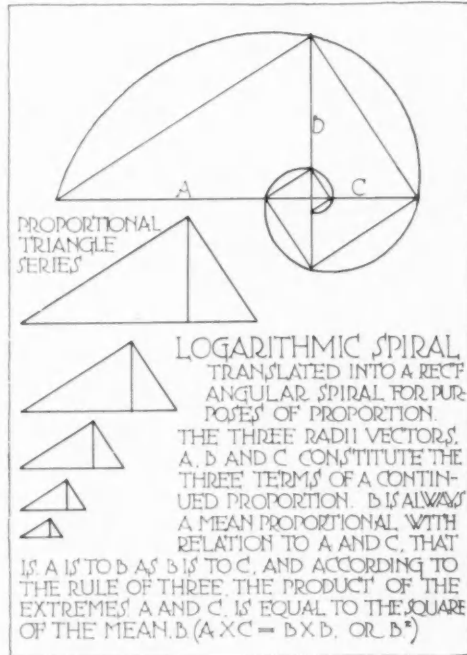 B
A
C
PROPORTIONAL
TRIANGLE
SERIES
LOGARITHMIC SPIRAL
TRANSLATED INTO A RECT
ANGULAR SPIRAL FOR PUR
POSES OF PROPORTION.
THE THREE RADII VECTORS,
A, B AND C CONSTITUTE THE
THREE TERMS OF A CONTIN-
UED PROPORTION. B IS ALWAYS
A MEAN PROPORTIONAL WITH
RELATION TO A AND C, THAT
IS, A IS TO B AS B IS TO C, AND ACCORDING TO
THE RULE OF THREE, THE PRODUCT OF THE
EXTREMES, A AND C, IS EQUAL TO THE SQUARE
OF THE MEAN, B. (A X C = B X B, OR B²)